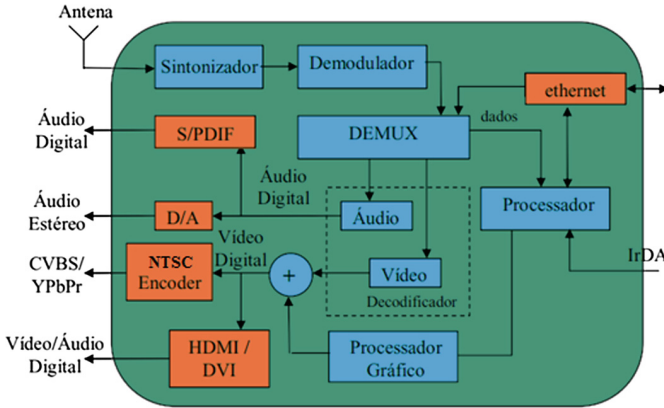 Antena
Sintonizador
Demodulador
ethernet
Áudio
Digital
S/PDIF
DEMUX
dados
Áudio
Digital
Áudio
Estéreo
D/A
Áudio
Processador
Vídeo
Digital
CVBS/
YPbPr
NTSC
Encoder
+
Vídeo
IrDA
Decodificador
Vídeo/Áudio
Digital
HDMI /
DVI
Processador
Gráfico